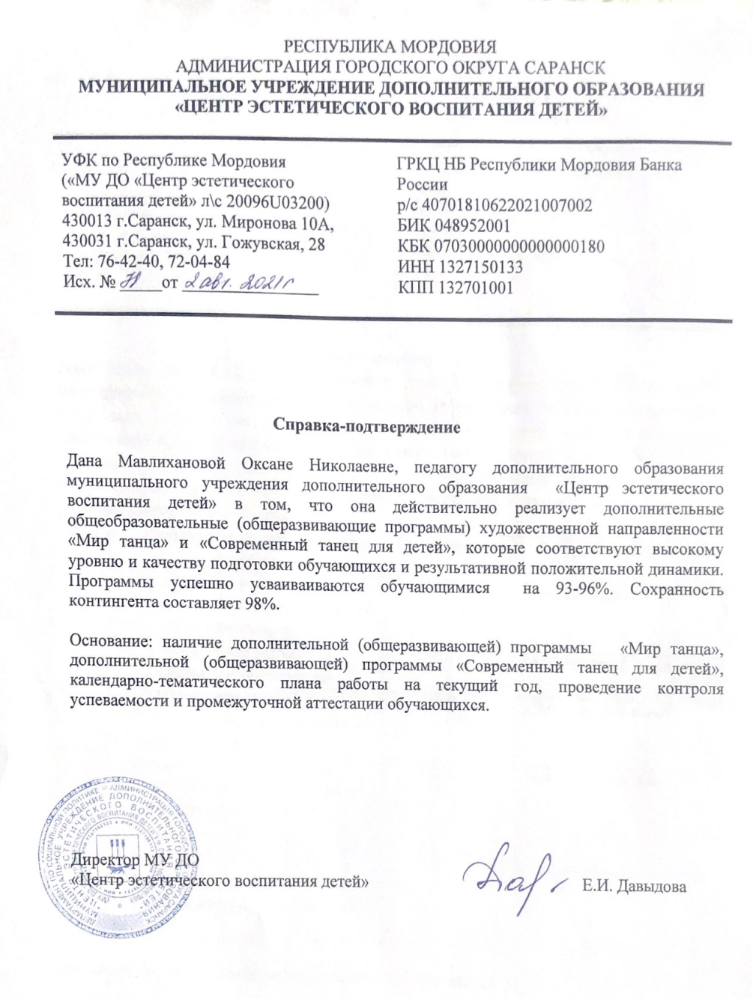 РЕСПУБЛИКА МОРДОВИЯ
АДМИНИСТРАЦИЯ ГОРОДСКОГО ОКРУГА САРАНСК
МУНИЦИПАЛЬНОЕ УЧРЕЖДЕНИЕ ДОПОЛНИТЕЛЬНОГО ОБРАЗОВАНИЯ
«ЦЕНТР ЭСТЕТИЧЕСКОГО ВОСПИТАНИЯ ДЕТЕЙ»
УФК по Республике Мордовия
(«МУ ДО «Центр эстетического
воспитания детей» л\с 20096U03200)
430013 г.Саранск, ул. Миронова 10А,
430031 г.Саранск, ул. Гожувская, 28
Тел: 76-42-40, 72-04-84
Исх. № от 2 авг. 2021г
ГРКЦ НБ Республики Мордовия Банка
России
р/с 40701810622021007002
БИК 048952001
КБК 07030000000000000180
ИНН 1327150133
КПП 132701001
Справка-подтверждение
Дана Мавлихановой Оксане Николаевне, педагогу дополнительного образования
муниципального учреждения дополнительного образования «Центр эстетического
воспитания детей» в том, что она действительно реализует дополнительные
общеобразовательные (общеразвивающие программы) художественной направленности
«Мир танца» и «Современный танец для детей», которые соответствуют высокому
уровню и качеству подготовки обучающихся и результативной положительной динамики.
Программы успешно усваиваиваются обучающимися на 93-96%. Сохранность
контингента составляет 98%.
Основание: наличие дополнительной (общеразвивающей) программы «Мир танца»,
дополнительной (общеразвивающей) программы «Современный танец для детей»,
календарно-тематического плана работы на текущий год, проведение контроля
успеваемости и промежуточной аттестации обучающихся.
Директор МУ ДО
«Центр эстетического воспитания детей»
Е.И. Давыдова